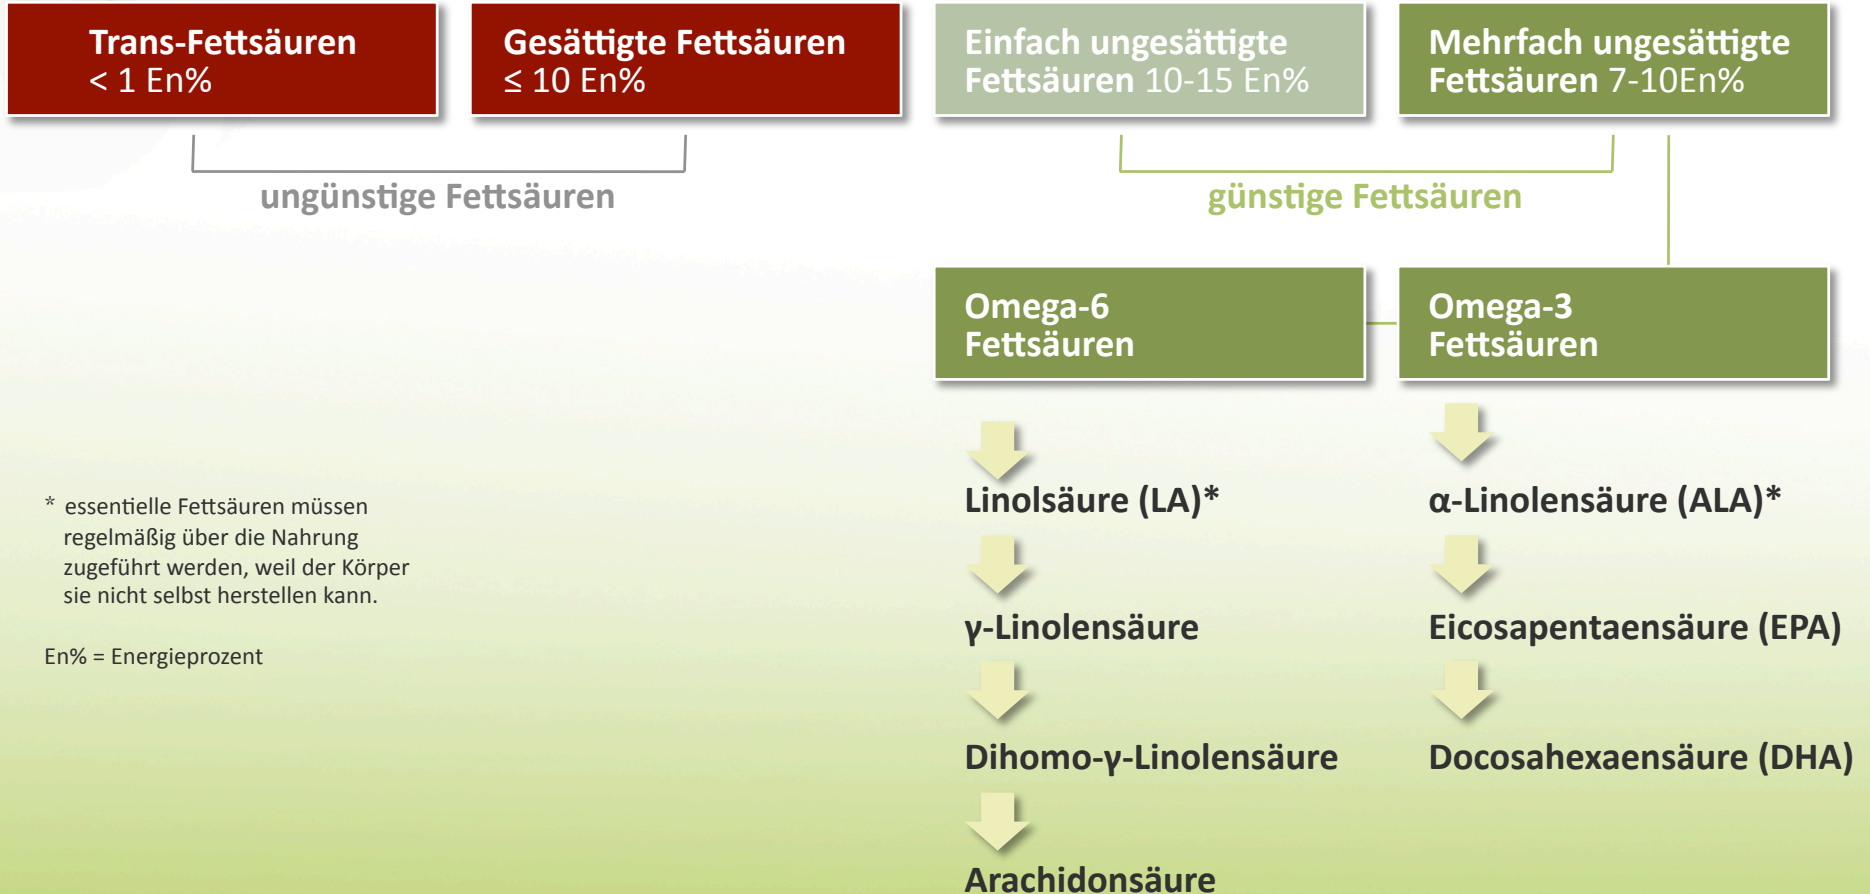 Trans-Fettsäuren
< 1 En%
Gesättigte Fettsäuren
≤ 10 En%
Einfach ungesättigte
Fettsäuren 10-15 En%
Mehrfach ungesättigte
Fettsäuren 7-10En%
ungünstige Fettsäuren
günstige Fettsäuren
Omega-6
Fettsäuren
Omega-3
Fettsäuren
Linolsäure (LA)*
γ-Linolensäure
Dihomo-γ-Linolensäure
Arachidonsäure
α-Linolensäure (ALA)*
Eicosapentaensäure (EPA)
Docosahexaensäure (DHA)
* essentielle Fettsäuren müssen
regelmäßig über die Nahrung
zugeführt werden, weil der Körper
sie nicht selbst herstellen kann.
En% = Energieprozent